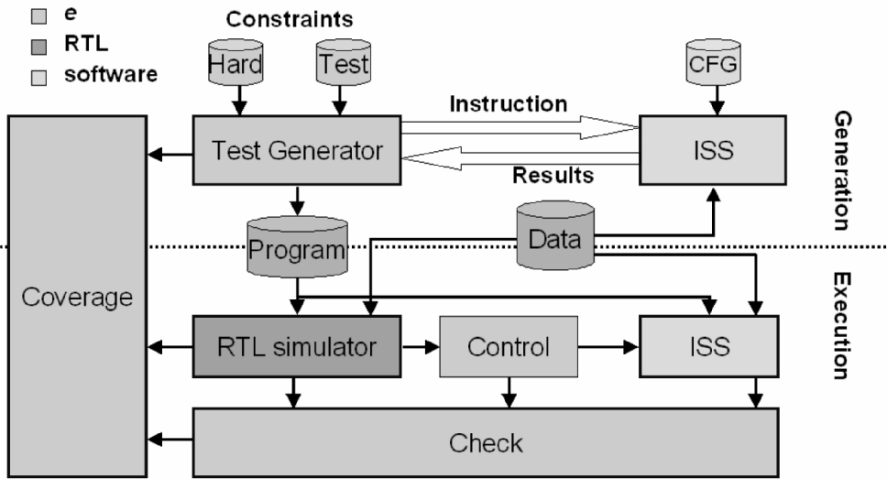 e
RTL
software
Constraints
Hard
Test
CFG
Instruction
Test Generator
ISS
Results
Generation
Program
Data
Coverage
Execution
RTL simulator
Control
ISS
Check